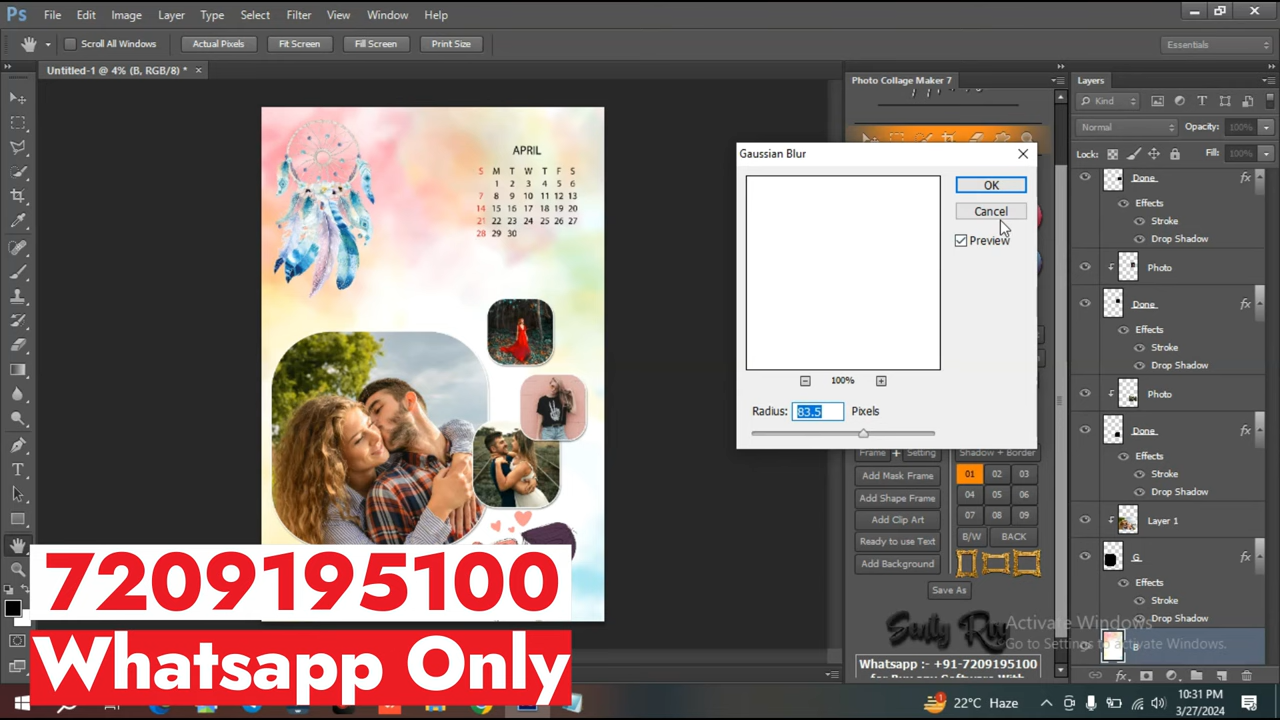 Ps File Edit Image Layer Type Select Filter View Window Help
Scroll All Windows Actual Pixels Fit Screen Fill Screen Print Size Essentials
Untitled-1 @ 4% (B, RGB/8) * ×
Photo Collage Maker 7
Layers
Kind
Normal Opacity: 100%
Lock: Fill: 100%
APRIL
S M T W T F S
1 2 3 4 5 6
7 8 9 10 11 12 13
14 15 16 17 18 19 20
21 22 23 24 25 26 27
28 29 30
Gaussian Blur
OK
Cancel
Preview
100%
Radius: 83.5 Pixels
Frame + Setting
Shadow + Border
Add Mask Frame
01 02 03
Add Shape Frame
04 05 06
Add Clip Art
07 08 09
Ready to use Text
B/W BACK
Add Background
Save As
Whatsapp :- +91-7209195100
for Buy any Software With
Done fx
Effects
Stroke
Drop Shadow
Photo
Done fx
Effects
Stroke
Drop Shadow
Photo
Done fx
Effects
Stroke
Drop Shadow
Layer 1
G fx
Effects
Stroke
Drop Shadow
B
Activate Windows
Go to Settings to activate Windows.
7209195100
Whatsapp Only
22°C Haze
10:31 PM
3/27/2024